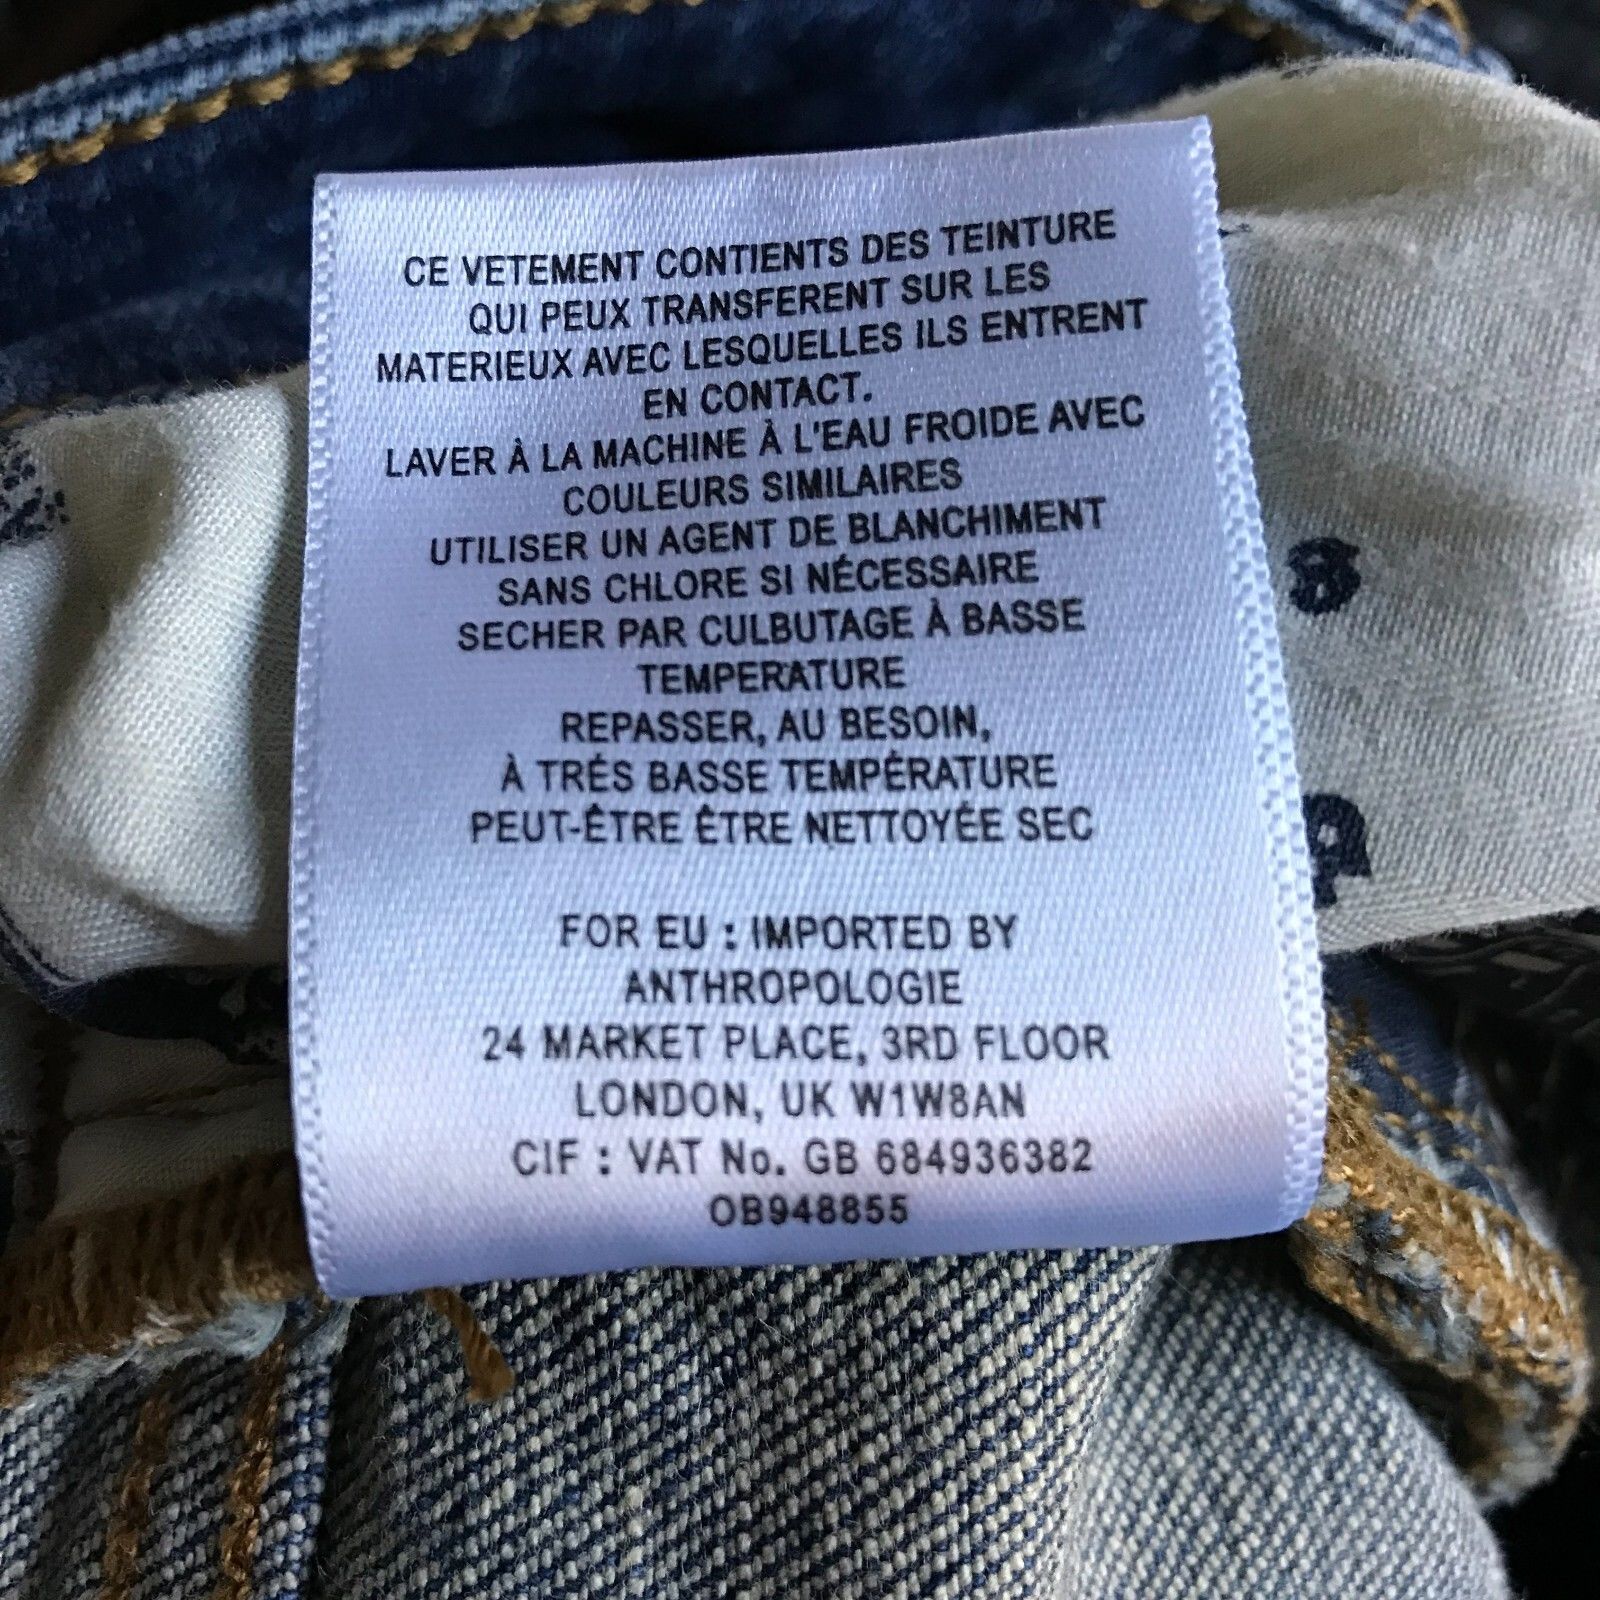 CE VETEMENT CONTIENTS DES TEINTURE
QUI PEUX TRANSFERENT SUR LES
MATERIEUX AVEC LESQUELLES ILS ENTRENT
EN CONTACT.
LAVER À LA MACHINE À L'EAU FROIDE AVEC
COULEURS SIMILAIRES
UTILISER UN AGENT DE BLANCHIMENT
SANS CHLORE SI NÉCESSAIRE
SECHER PAR CULBUTAGE À BASSE
TEMPERATURE
REPASSER, AU BESOIN,
À TRÉS BASSE TEMPÉRATURE
PEUT-ÊTRE ÊTRE NETTOYÉE SEC
FOR EU : IMPORTED BY
ANTHROPOLOGIE
24 MARKET PLACE, 3RD FLOOR
LONDON, UK W1W8AN
CIF : VAT No. GB 684936382
OB948855